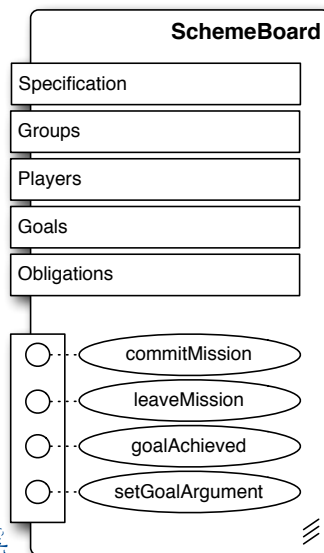 SchemeBoard
Specification
Groups
Players
Goals
Obligations
commitMission
leaveMission
goalAchieved
setGoalArgument